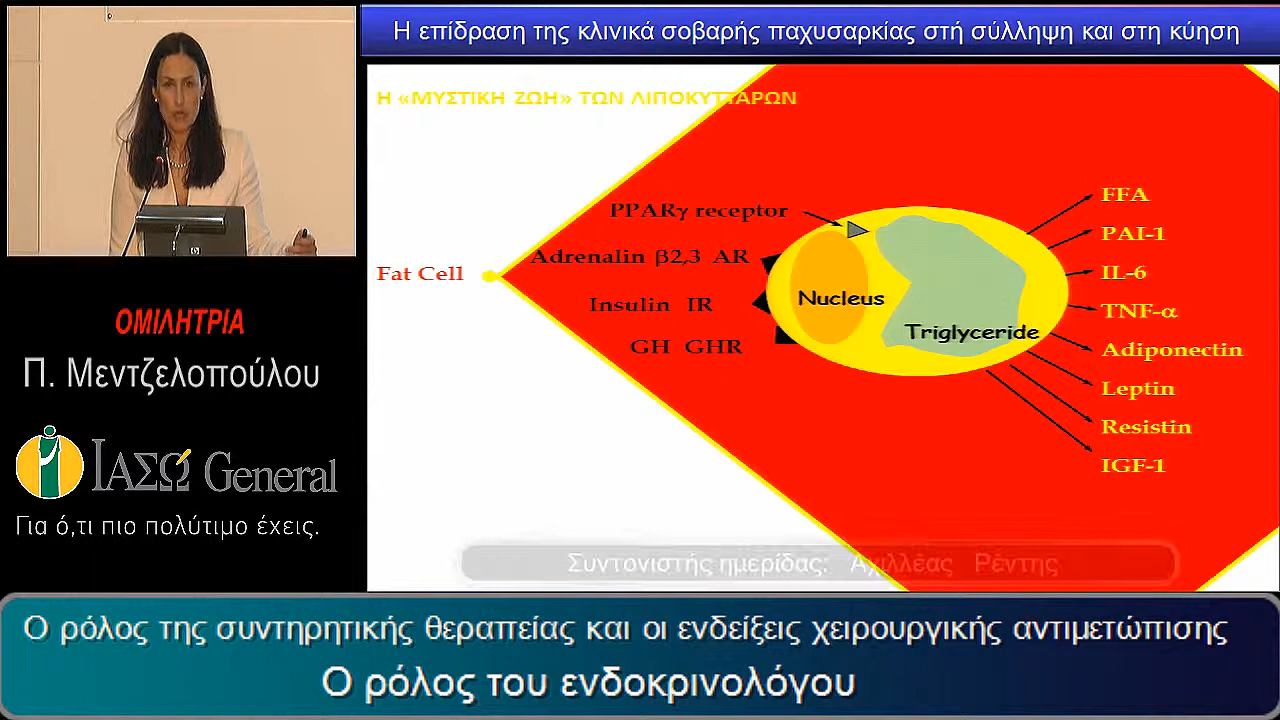 Η επίδραση της κλινικά σοβαρής παχυσαρκίας στή σύλληψη και στη κύηση
Η «ΜΥΣΤΙΚΗ ΖΩΗ» ΤΩΝ ΛΙΠΟΚΥΤΤΑΡΩΝ
PPARγ receptor
Adrenalin β2,3 AR
Insulin IR
GH GHR
Fat Cell
Nucleus
Triglyceride
FFA
PAI-1
IL-6
TNF-α
Adiponectin
Leptin
Resistin
IGF-1
ΟΜΙΛΗΤΡΙΑ
Π. Μεντζελοπούλου
ΙΑΣΩ General
Για ό,τι πιο πολύτιμο έχεις.
Συντονιστής ημερίδας: Αχιλλέας Ρέντης
Ο ρόλος της συντηρητικής θεραπείας και οι ενδείξεις χειρουργικής αντιμετώπισης
Ο ρόλος του ενδοκρινολόγου